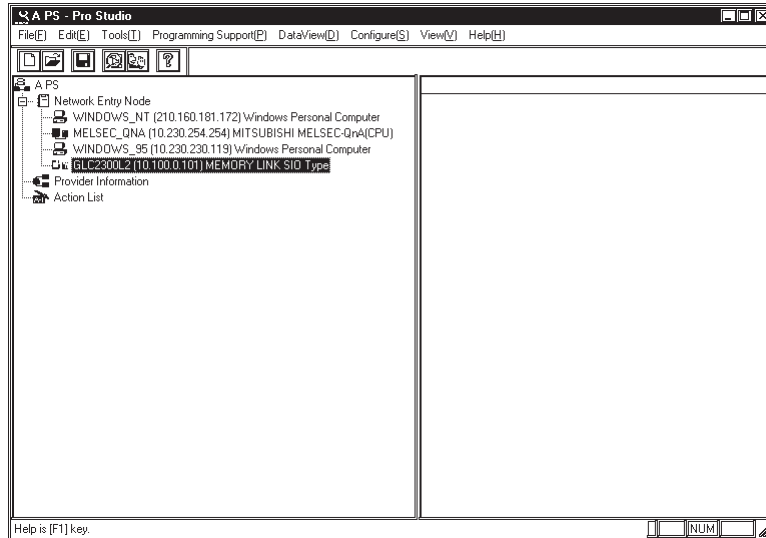 A PS - Pro Studio
File(F) Edit(E) Tools(T) Programming Support(P) DataView(D) Configure(S) View(V) Help(H)
A PS
Network Entry Node
WINDOWS_NT (210.160.181.172) Windows Personal Computer
MELSEC_QNA (10.230.254.254) MITSUBISHI MELSEC-QnA(CPU)
WINDOWS_95 (10.230.230.119) Windows Personal Computer
GLC2300L2 (10.100.0.101) MEMORY LINK SIO Type
Provider Information
Action List
Help is [F1] key.
NUM